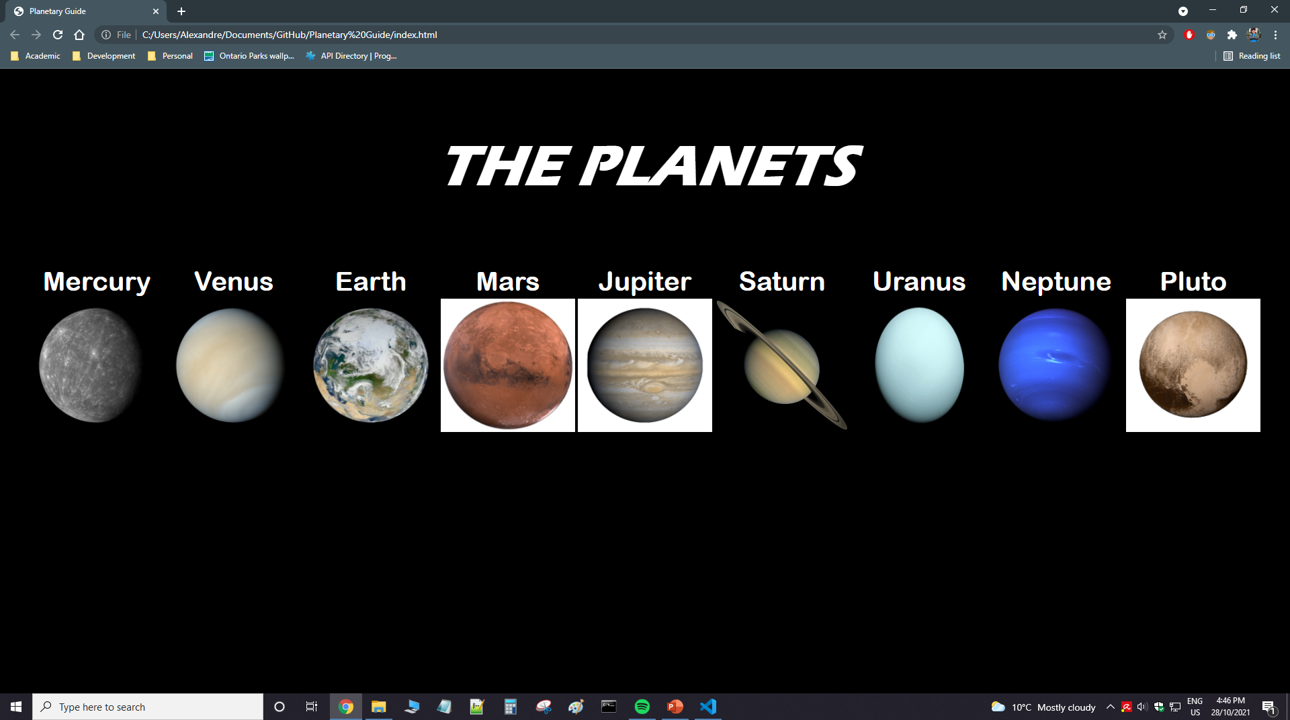 Planetary Guide
File
C:/Users/Alexandre/Documents/GitHub/Planetary%20Guide/index.html
Academic Development Personal Ontario Parks wallp... API Directory | Prog... Reading list
THE PLANETS
Mercury Venus Earth Mars Jupiter Saturn Uranus Neptune Pluto
Type here to search
10°C Mostly cloudy
ENG
US
4:46 PM
28/10/2021
1